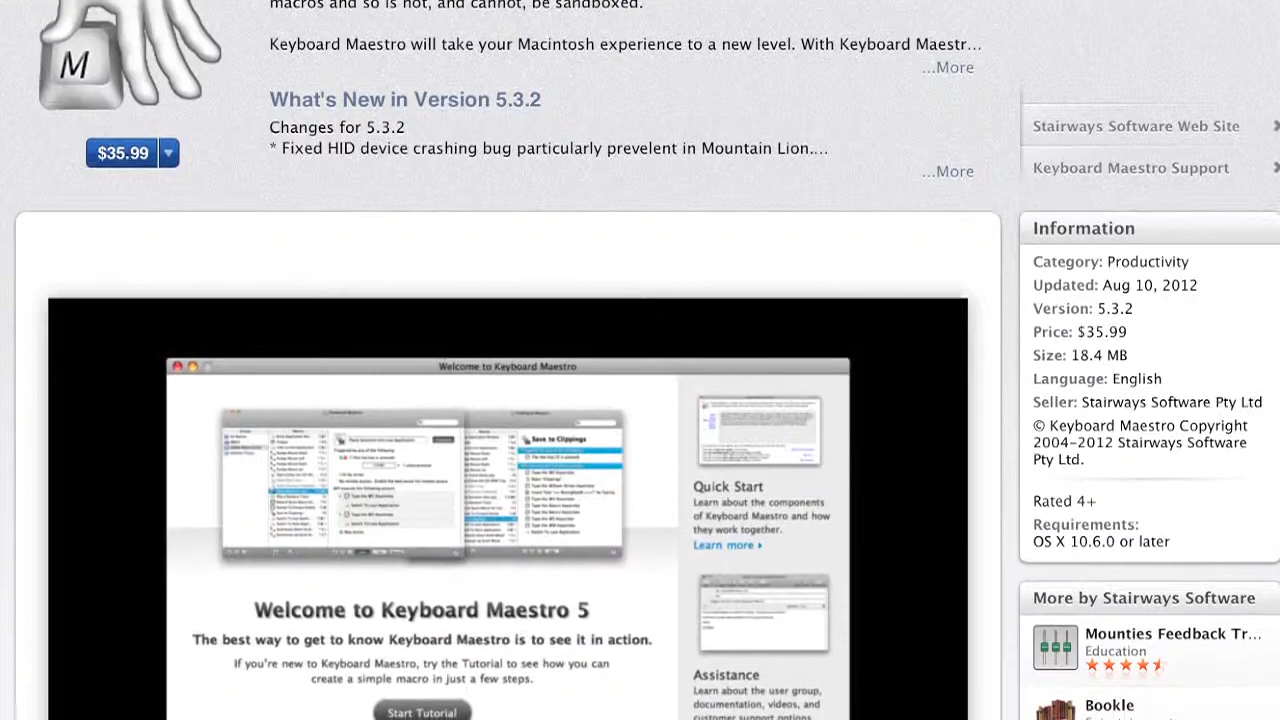 macros and so is not, and cannot, be sandboxed.
Keyboard Maestro will take your Macintosh experience to a new level. With Keyboard Maestr...
...More
M
What's New in Version 5.3.2
Changes for 5.3.2
* Fixed HID device crashing bug particularly prevelent in Mountain Lion....
...More
$35.99
Stairways Software Web Site
Keyboard Maestro Support
Information
Category: Productivity
Updated: Aug 10, 2012
Version: 5.3.2
Price: $35.99
Size: 18.4 MB
Language: English
Seller: Stairways Software Pty Ltd
© Keyboard Maestro Copyright
2004-2012 Stairways Software
Pty Ltd.
Rated 4+
Requirements:
OS X 10.6.0 or later
More by Stairways Software
Mounties Feedback Tr...
Education
Bookle
Welcome to Keyboard Maestro
Save to Clippings
Welcome to Keyboard Maestro 5
The best way to get to know Keyboard Maestro is to see it in action.
If you're new to Keyboard Maestro, try the Tutorial to see how you can
create a simple macro in just a few steps.
Start Tutorial
Quick Start
Learn about the components
of Keyboard Maestro and how
they work together.
Learn more
Assistance
Learn about the user group,
documentation, videos, and
customer support options.